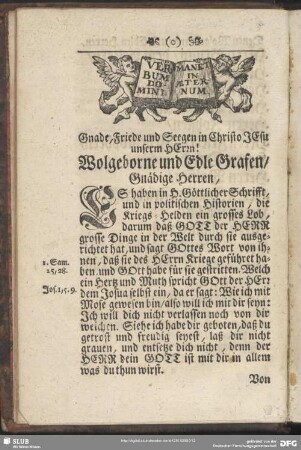 (o)
VER MANET
BUM IN
DO- ÆTER
MINI NUM
Gnade, Friede und Seegen in Christo JEsu
unserm HErrn!
Wolgeborne und Edle Grafen/
Gnädige Herren,
ES haben in H. Göttlicher Schrifft,
und in politischen Historien, die
Kriegs-Helden ein grosses Lob,
darum daß GOTT der HERR
grosse Dinge in der Welt durch sie ausge-
richtet hat, und sagt GOttes Wort von ih-
1. Sam. nen, daß sie des HErrn Kriege geführet ha-
25, 28. ben und GOtt habe für sie gestritten. Welch
ein Hertz und Muth spricht GOtt der HErr
Jos. 1, 5. 9. dem Josua selbst ein, da er sagt: Wie ich mit
Mose gewesen bin/ also will ich mit dir seyn:
Ich will dich nicht verlassen noch von dir
weichen. Siehe ich habe dir geboten, daß du
getrost und freudig seyest, laß dir nicht
grauen, und entsetze dich nicht, denn der
HERR dein GOTT ist mit dir in allem
was du thun wirst.
Von
SLUB
DFG